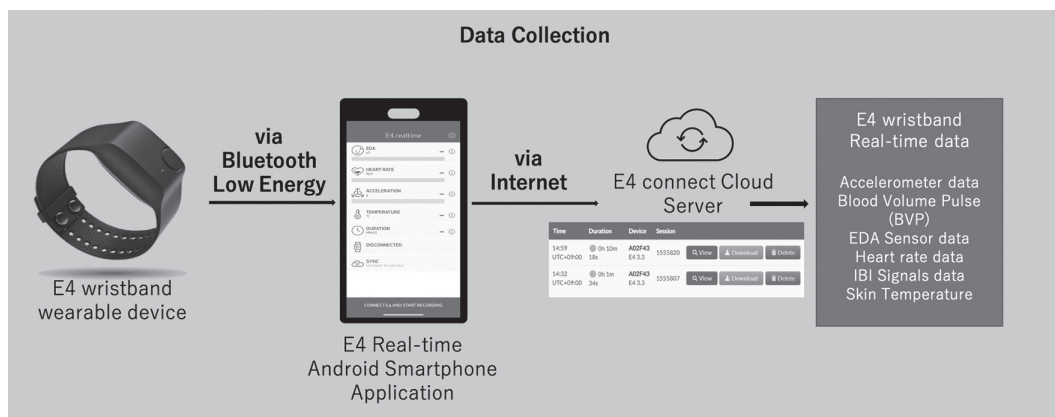 Data Collection
E4 wristband
wearable device
via
Bluetooth
Low Energy
E4 realtime
EDA
μS
HEART RATE
Bpm
ACCELERATION
g
TEMPERATURE
°C
DURATION
DISCONNECTED
SYNC
CONNECT E4 AND START RECORDING
E4 Real-time
Android Smartphone
Application
via
Internet
E4 connect Cloud
Server
Time Duration Device Session
14:59 0h 10m A02F43 1555820 View Download Delete
UTC+09:00 18s E4 3.3
14:32 0h 1m A02F43 1555807 View Download Delete
UTC+09:00 34s E4 3.3
E4 wristband
Real-time data
Accelerometer data
Blood Volume Pulse
(BVP)
EDA Sensor data
Heart rate data
IBI Signals data
Skin Temperature